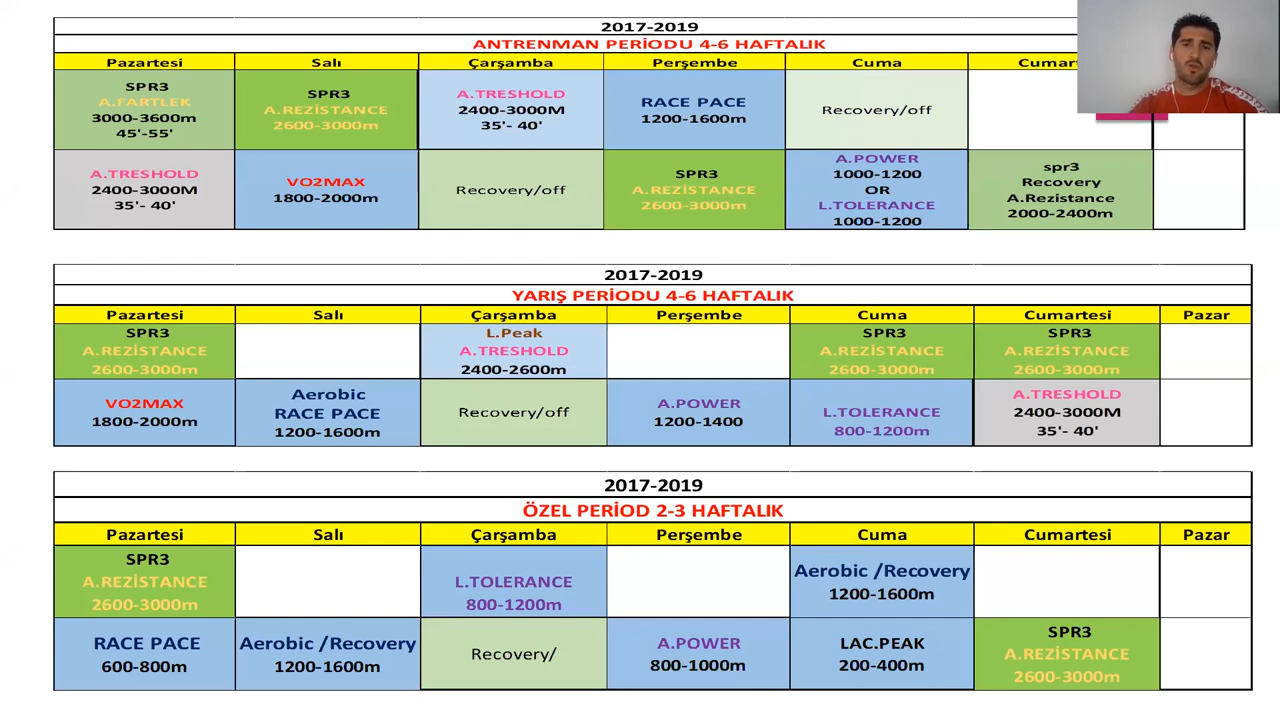 2017-2019
ANTRENMAN PERİODU 4-6 HAFTALIK
Pazartesi Salı Çarşamba Perşembe Cuma
SPR3
A.FARTLEK
3000-3600m
45'-55'
SPR3
A.REZİSTANCE
2600-3000m
A.TRESHOLD
2400-3000M
35'- 40'
RACE PACE
1200-1600m
Recovery/off
A.TRESHOLD
2400-3000M
35'- 40'
VO2MAX
1800-2000m
Recovery/off
SPR3
A.REZİSTANCE
2600-3000m
A.POWER
1000-1200
OR
L.TOLERANCE
1000-1200
spr3
Recovery
A.Rezistance
2000-2400m
2017-2019
YARIŞ PERİODU 4-6 HAFTALIK
Pazartesi Salı Çarşamba Perşembe Cuma Cumartesi Pazar
SPR3
A.REZİSTANCE
2600-3000m
L.Peak
A.TRESHOLD
2400-2600m
SPR3
A.REZİSTANCE
2600-3000m
SPR3
A.REZİSTANCE
2600-3000m
VO2MAX
1800-2000m
Aerobic
RACE PACE
1200-1600m
Recovery/off
A.POWER
1200-1400
L.TOLERANCE
800-1200m
A.TRESHOLD
2400-3000M
35'- 40'
2017-2019
ÖZEL PERİOD 2-3 HAFTALIK
Pazartesi Salı Çarşamba Perşembe Cuma Cumartesi Pazar
SPR3
A.REZİSTANCE
2600-3000m
L.TOLERANCE
800-1200m
Aerobic /Recovery
1200-1600m
RACE PACE
600-800m
Aerobic /Recovery
1200-1600m
Recovery/
A.POWER
800-1000m
LAC.PEAK
200-400m
SPR3
A.REZİSTANCE
2600-3000m